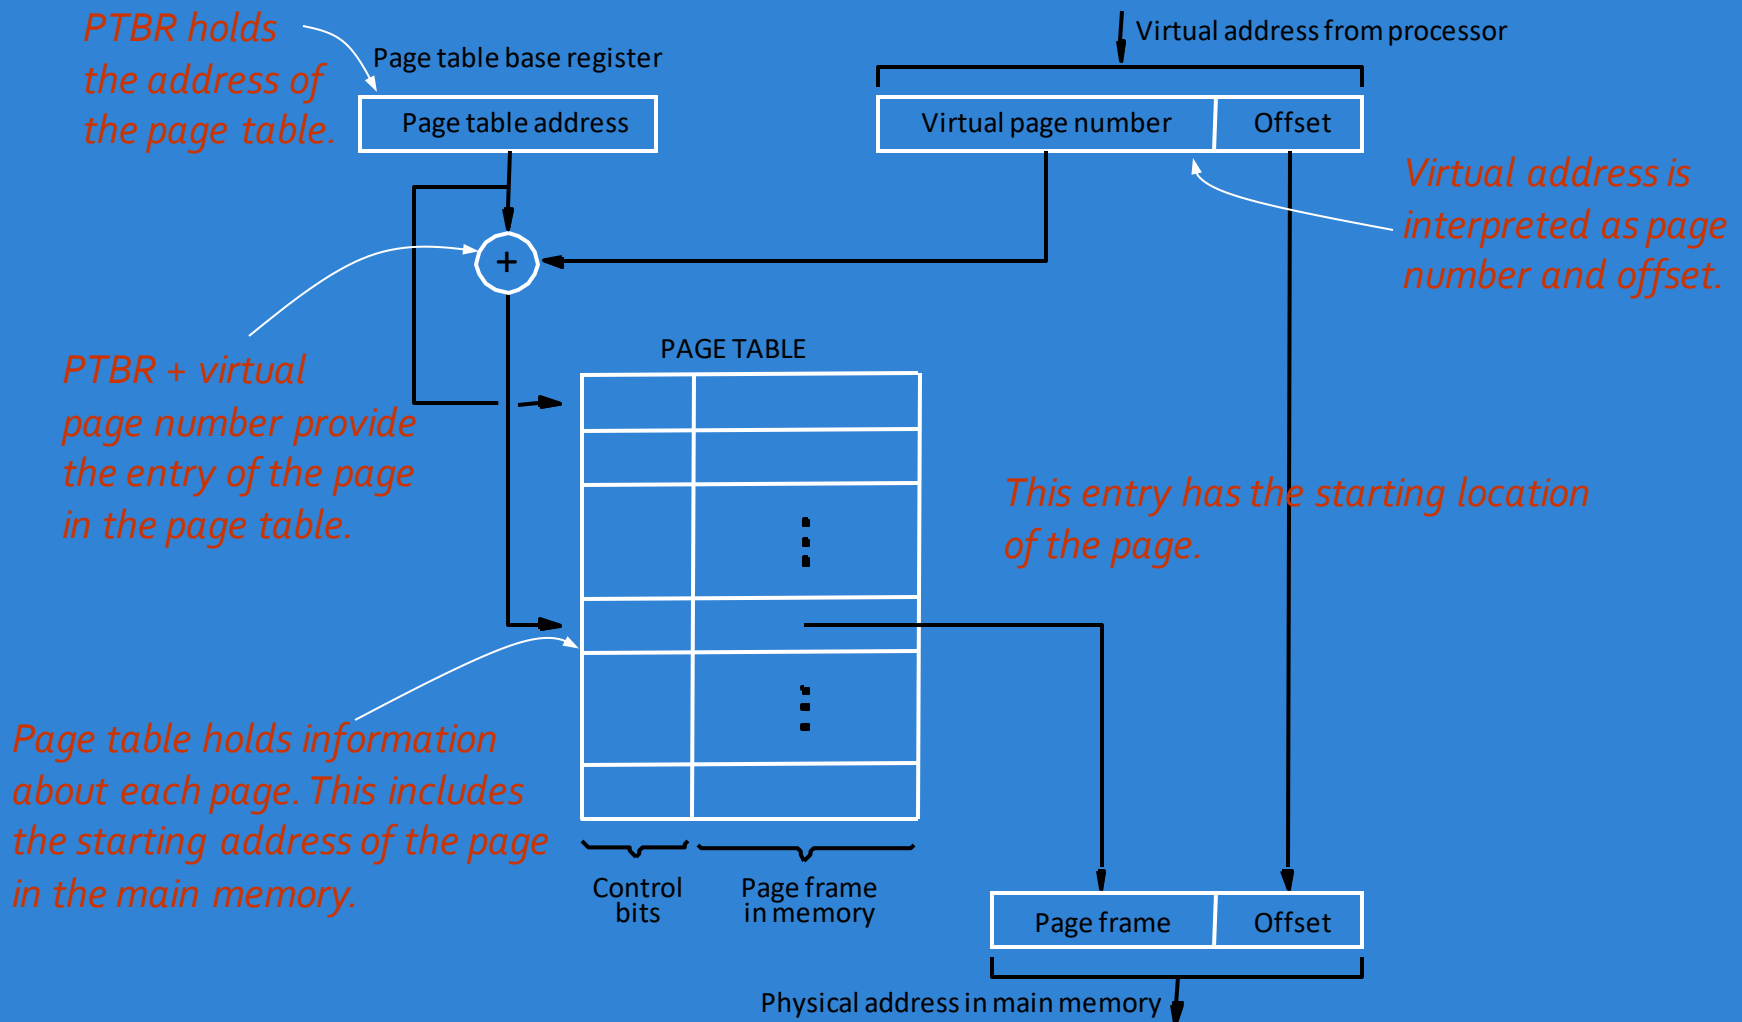 PTBR holds
the address of
the page table.
Page table base register
Page table address
Virtual address from processor
Virtual page number
Offset
Virtual address is
interpreted as page
number and offset.
+
PTBR + virtual
page number provide
the entry of the page
in the page table.
PAGE TABLE
This entry has the starting location
of the page.
Page table holds information
about each page. This includes
the starting address of the page
in the main memory.
Control
bits
Page frame
in memory
Page frame
Offset
Physical address in main memory